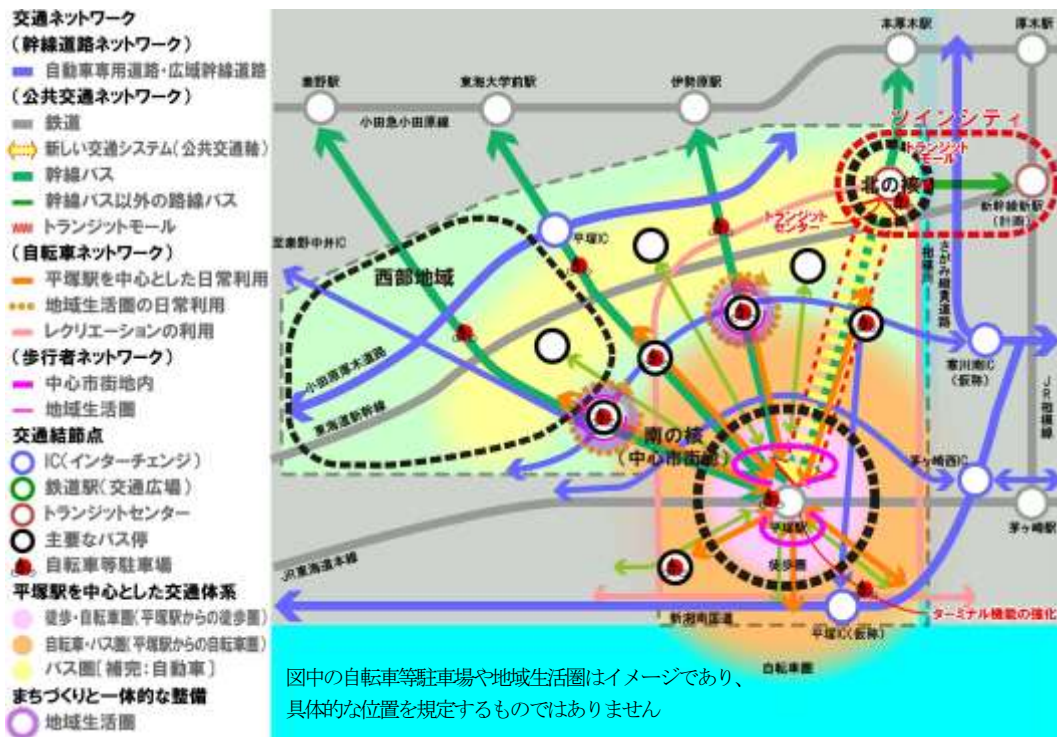 交通ネットワーク
(幹線道路ネットワーク)
自動車専用道路・広域幹線道路
(公共交通ネットワーク)
鉄道
新しい交通システム(公共交通軸)
幹線バス
幹線バス以外の路線バス
トランジットモール
(自転車ネットワーク)
平塚駅を中心とした日常利用
地域生活圏の日常利用
レクリエーションの利用
(歩行者ネットワーク)
中心市街地内
地域生活圏
交通結節点
IC(インターチェンジ)
鉄道駅(交通広場)
トランジットセンター
主要なバス停
自転車等駐車場
平塚駅を中心とした交通体系
徒歩・自転車圏(平塚駅からの徒歩圏)
自転車・バス圏(平塚駅からの自転車圏)
バス圏[補完:自動車]
まちづくりと一体的な整備
地域生活圏
本厚木駅
厚木駅
秦野駅
東海大学前駅
伊勢原駅
小田急小田原線
ツインシティ
トランジット
モール
北の核
新幹線新駅
(計画)
トランジット
センター
至秦野中井IC
平塚IC
西部地域
相模川
さがみ縦貫道路
寒川南IC
(仮称)
JR相模線
小田原厚木道路
東海道新幹線
南の核
(中心市街地)
茅ヶ崎西IC
平塚駅
茅ヶ崎駅
JR東海道本線
徒歩圏
新湘南国道
平塚IC(仮称)
ターミナル機能の強化
自転車圏
図中の自転車等駐車場や地域生活圏はイメージであり、
具体的な位置を規定するものではありません